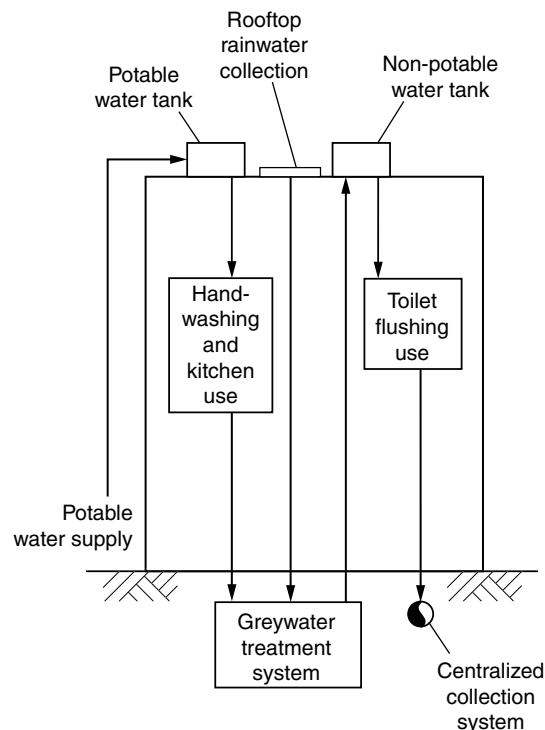 Rooftop
rainwater
collection
Potable
water tank
Non-potable
water tank
Hand-
washing
and
kitchen
use
Toilet
flushing
use
Potable
water supply
Greywater
treatment
system
Centralized
collection
system